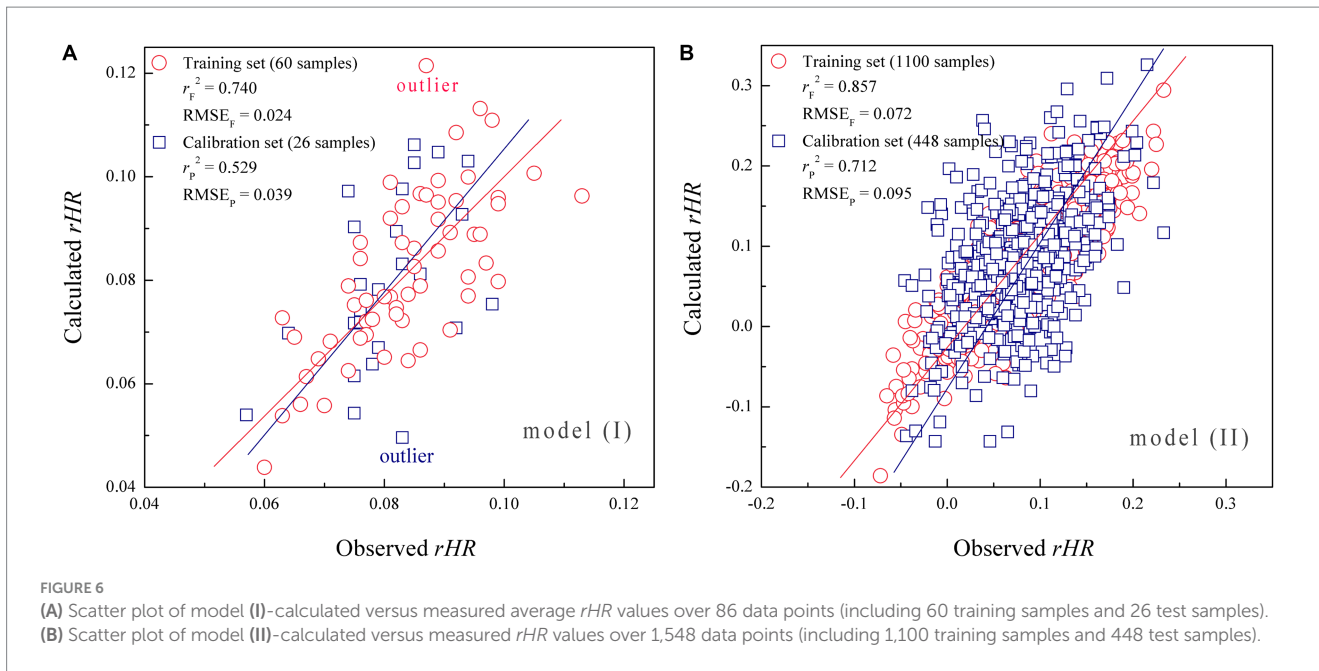 A
Training set (60 samples)
r_F^2 = 0.740
RMSE_F = 0.024
Calibration set (26 samples)
r_P^2 = 0.529
RMSE_P = 0.039
outlier
outlier
model (I)
0.12
0.10
0.08
0.06
0.04
0.04
0.06
0.08
0.10
0.12
Calculated rHR
Observed rHR
B
Training set (1100 samples)
r_F^2 = 0.857
RMSE_F = 0.072
Calibration set (448 samples)
r_P^2 = 0.712
RMSE_P = 0.095
model (II)
0.3
0.2
0.1
0.0
-0.1
-0.2
-0.2
-0.1
0.0
0.1
0.2
0.3
Calculated rHR
Observed rHR
FIGURE 6
(A) Scatter plot of model (I)-calculated versus measured average rHR values over 86 data points (including 60 training samples and 26 test samples).
(B) Scatter plot of model (II)-calculated versus measured rHR values over 1,548 data points (including 1,100 training samples and 448 test samples).